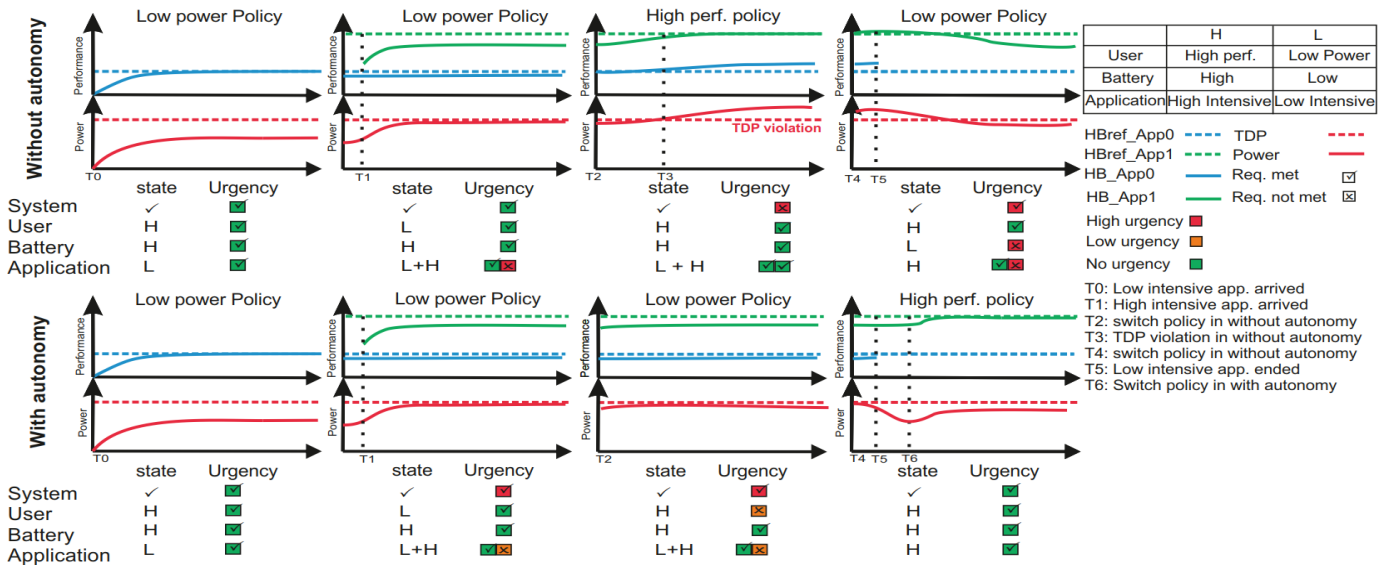 Low power Policy
Low power Policy
High perf. policy
Low power Policy
Without autonomy
Performance
Power
T0
Performance
Power
T1
Performance
Power
TDP violation
T2
T3
Performance
Power
T4
T5
state Urgency
state Urgency
state Urgency
state Urgency
System ✓ ✓ ✓ ✓
User H L H H
Battery H H H L
Application L L+H L + H H
H L
User High perf. Low Power
Battery High Low
Application High Intensive Low Intensive
HBref_App0 TDP
HBref_App1 Power
HB_App0 Req. met
HB_App1 Req. not met
High urgency
Low urgency
No urgency
T0: Low intensive app. arrived
T1: High intensive app. arrived
T2: switch policy in without autonomy
T3: TDP violation in without autonomy
T4: switch policy in without autonomy
T5: Low intensive app. ended
T6: Switch policy in with autonomy
Low power Policy
Low power Policy
Low power Policy
High perf. policy
With autonomy
Performance
Power
T0
Performance
Power
T1
Performance
Power
T2
Performance
Power
T4 T5 T6
state Urgency
state Urgency
state Urgency
state Urgency
System ✓ ✓ ✓ ✓
User H L H H
Battery H H H H
Application L L+H L+H H